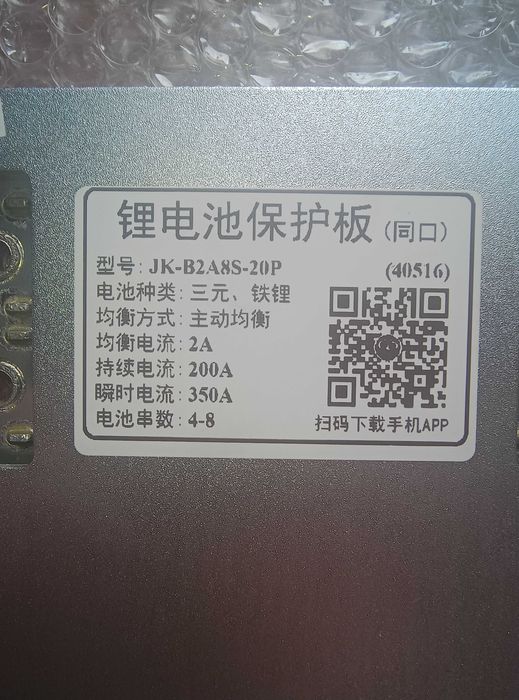 锂电池保护板(同口)
型号: JK-B2A8S-20P (40516)
电池种类: 三元、铁锂
均衡方式: 主动均衡
均衡电流: 2A
持续电流: 200A
瞬时电流: 350A
电池串数: 4-8
扫码下载手机APP